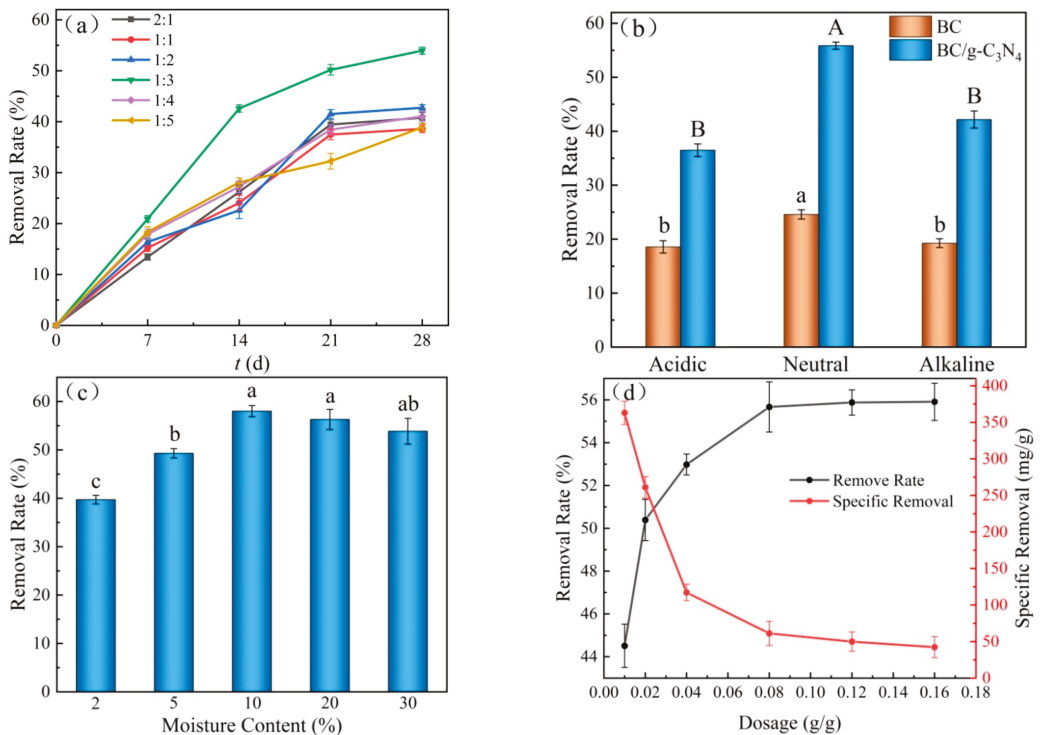 (a)
2:1
1:1
1:2
1:3
1:4
1:5
60
50
40
30
20
10
0
Removal Rate (%)
0
7
14
21
28
t (d)
(b)
BC
BC/g-C₃N₄
60
50
40
30
20
10
0
Removal Rate (%)
b
B
a
A
b
B
Acidic
Neutral
Alkaline
(c)
60
50
40
30
20
10
0
Removal Rate (%)
c
b
a
a
ab
2
5
10
20
30
Moisture Content (%)
(d)
Remove Rate
Specific Removal
56
54
52
50
48
46
44
Removal Rate (%)
400
350
300
250
200
150
100
50
0
Specific Removal (mg/g)
0.00
0.02
0.04
0.06
0.08
0.10
0.12
0.14
0.16
0.18
Dosage (g/g)